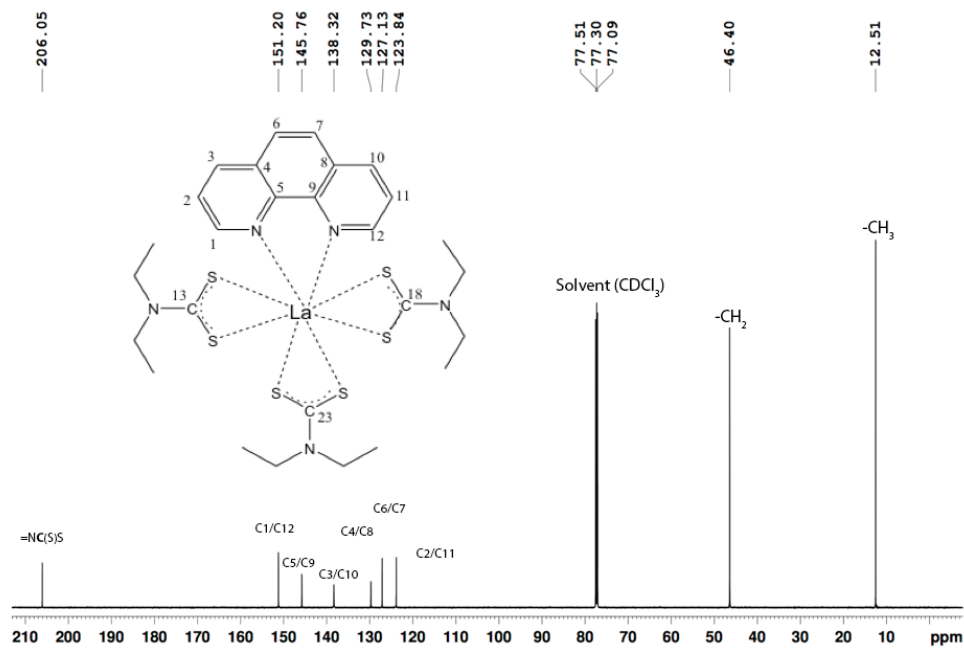 206.05
151.20
145.76
138.32
129.73
127.13
123.84
77.51
77.30
77.09
46.40
12.51
6 7
3 4 8 10
2 5 9 11
1 N N 12
S S
N 13 C La C 18 N
S S
S S
C 23
N
-CH3
Solvent (CDCl3)
-CH2
C6/C7
C1/C12 C4/C8
=NC(S)S C5/C9 C3/C10 C2/C11
210 200 190 180 170 160 150 140 130 120 110 100 90 80 70 60 50 40 30 20 10 ppm